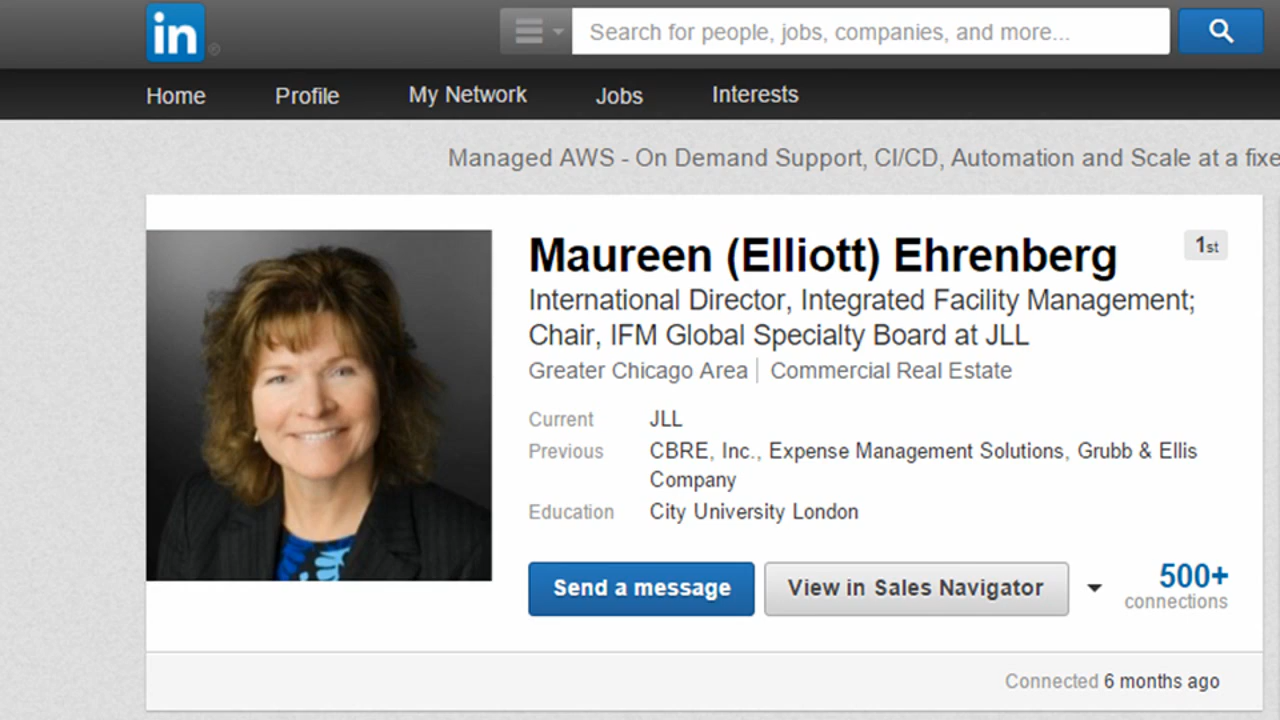 in
Search for people, jobs, companies, and more...
Home Profile My Network Jobs Interests
Managed AWS - On Demand Support, CI/CD, Automation and Scale at a fixe
Maureen (Elliott) Ehrenberg
1st
International Director, Integrated Facility Management;
Chair, IFM Global Specialty Board at JLL
Greater Chicago Area | Commercial Real Estate
Current JLL
Previous CBRE, Inc., Expense Management Solutions, Grubb & Ellis
Company
Education City University London
Send a message View in Sales Navigator 500+
connections
Connected 6 months ago